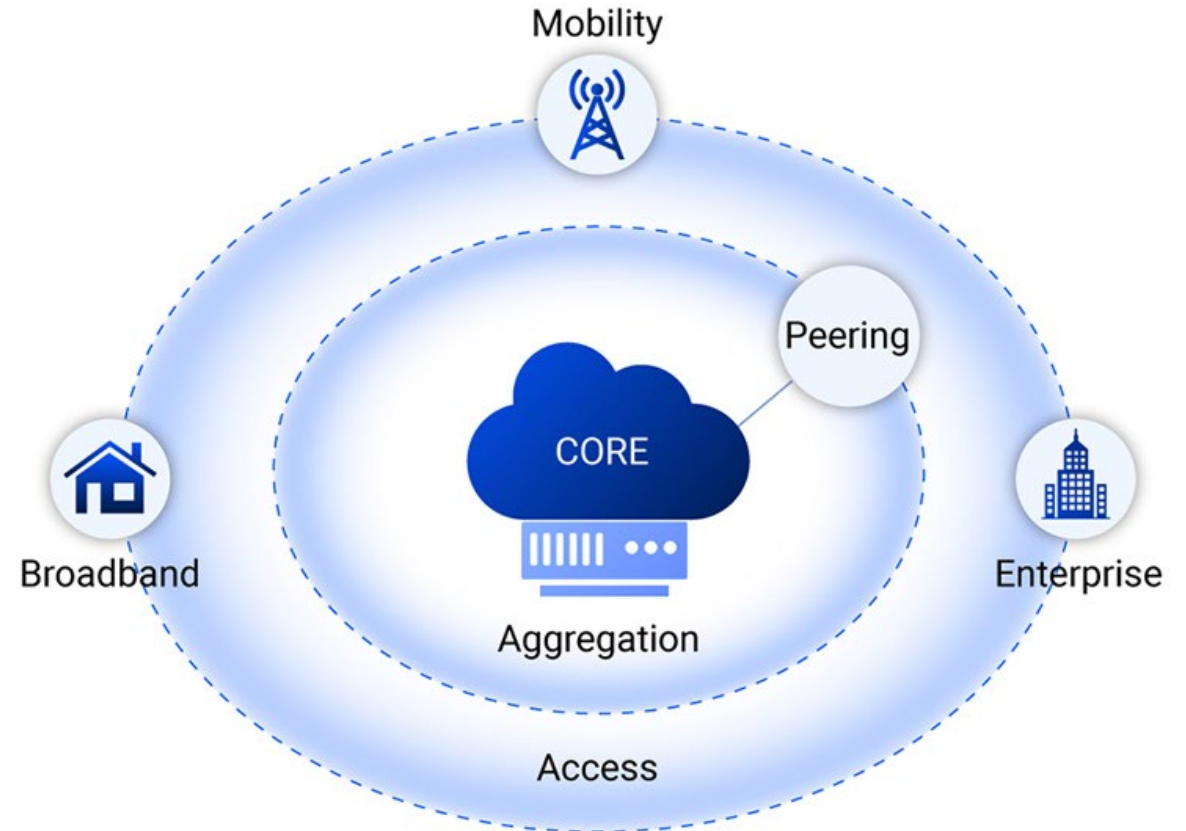 Mobility
Peering
CORE
Broadband
Enterprise
Aggregation
Access